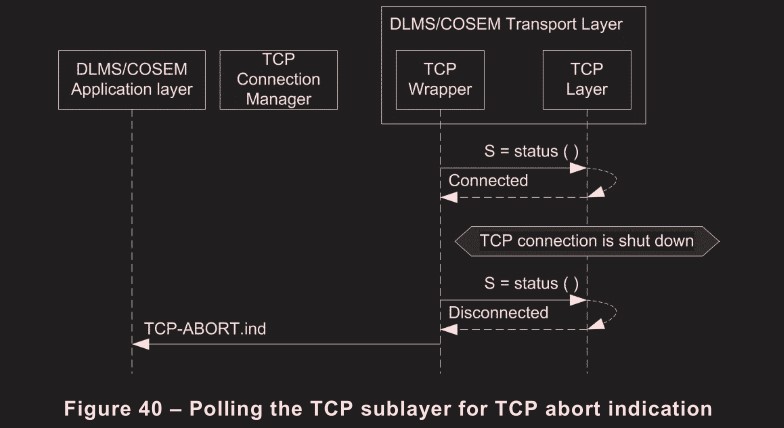 DLMS/COSEM Transport Layer
DLMS/COSEM
Application layer
TCP
Connection
Manager
TCP
Wrapper
TCP
Layer
S = status ( )
Connected
TCP connection is shut down
S = status ( )
Disconnected
TCP-ABORT.ind
Figure 40 – Polling the TCP sublayer for TCP abort indication